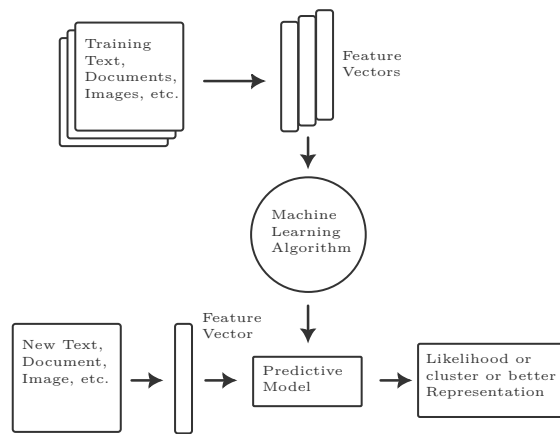 Training
Text,
Documents,
Images, etc.
Feature
Vectors
Machine
Learning
Algorithm
Feature
Vector
New Text,
Document,
Image, etc.
Predictive
Model
Likelihood or
cluster or better
Representation